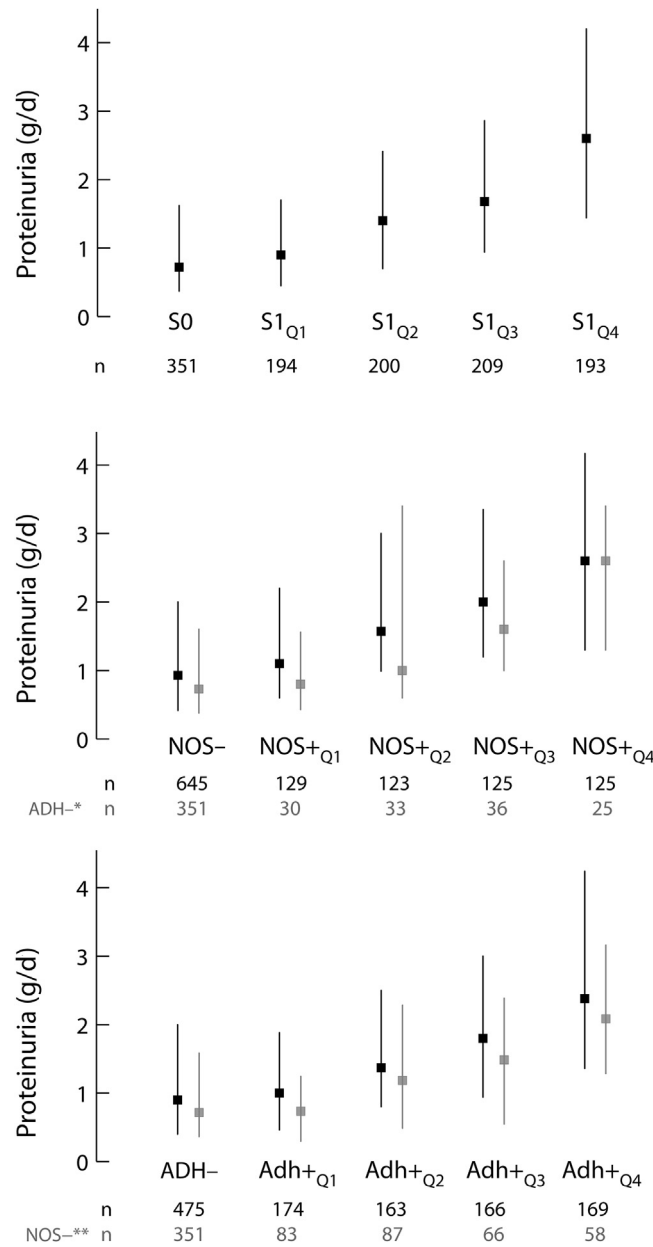 Proteinuria (g/d)
4
3
2
1
0
S0 S1Q1 S1Q2 S1Q3 S1Q4
n 351 194 200 209 193
Proteinuria (g/d)
4
3
2
1
0
NOS– NOS+Q1 NOS+Q2 NOS+Q3 NOS+Q4
n 645 129 123 125 125
ADH–* n 351 30 33 36 25
Proteinuria (g/d)
4
3
2
1
0
ADH– Adh+Q1 Adh+Q2 Adh+Q3 Adh+Q4
n 475 174 163 166 169
NOS–** n 351 83 87 66 58